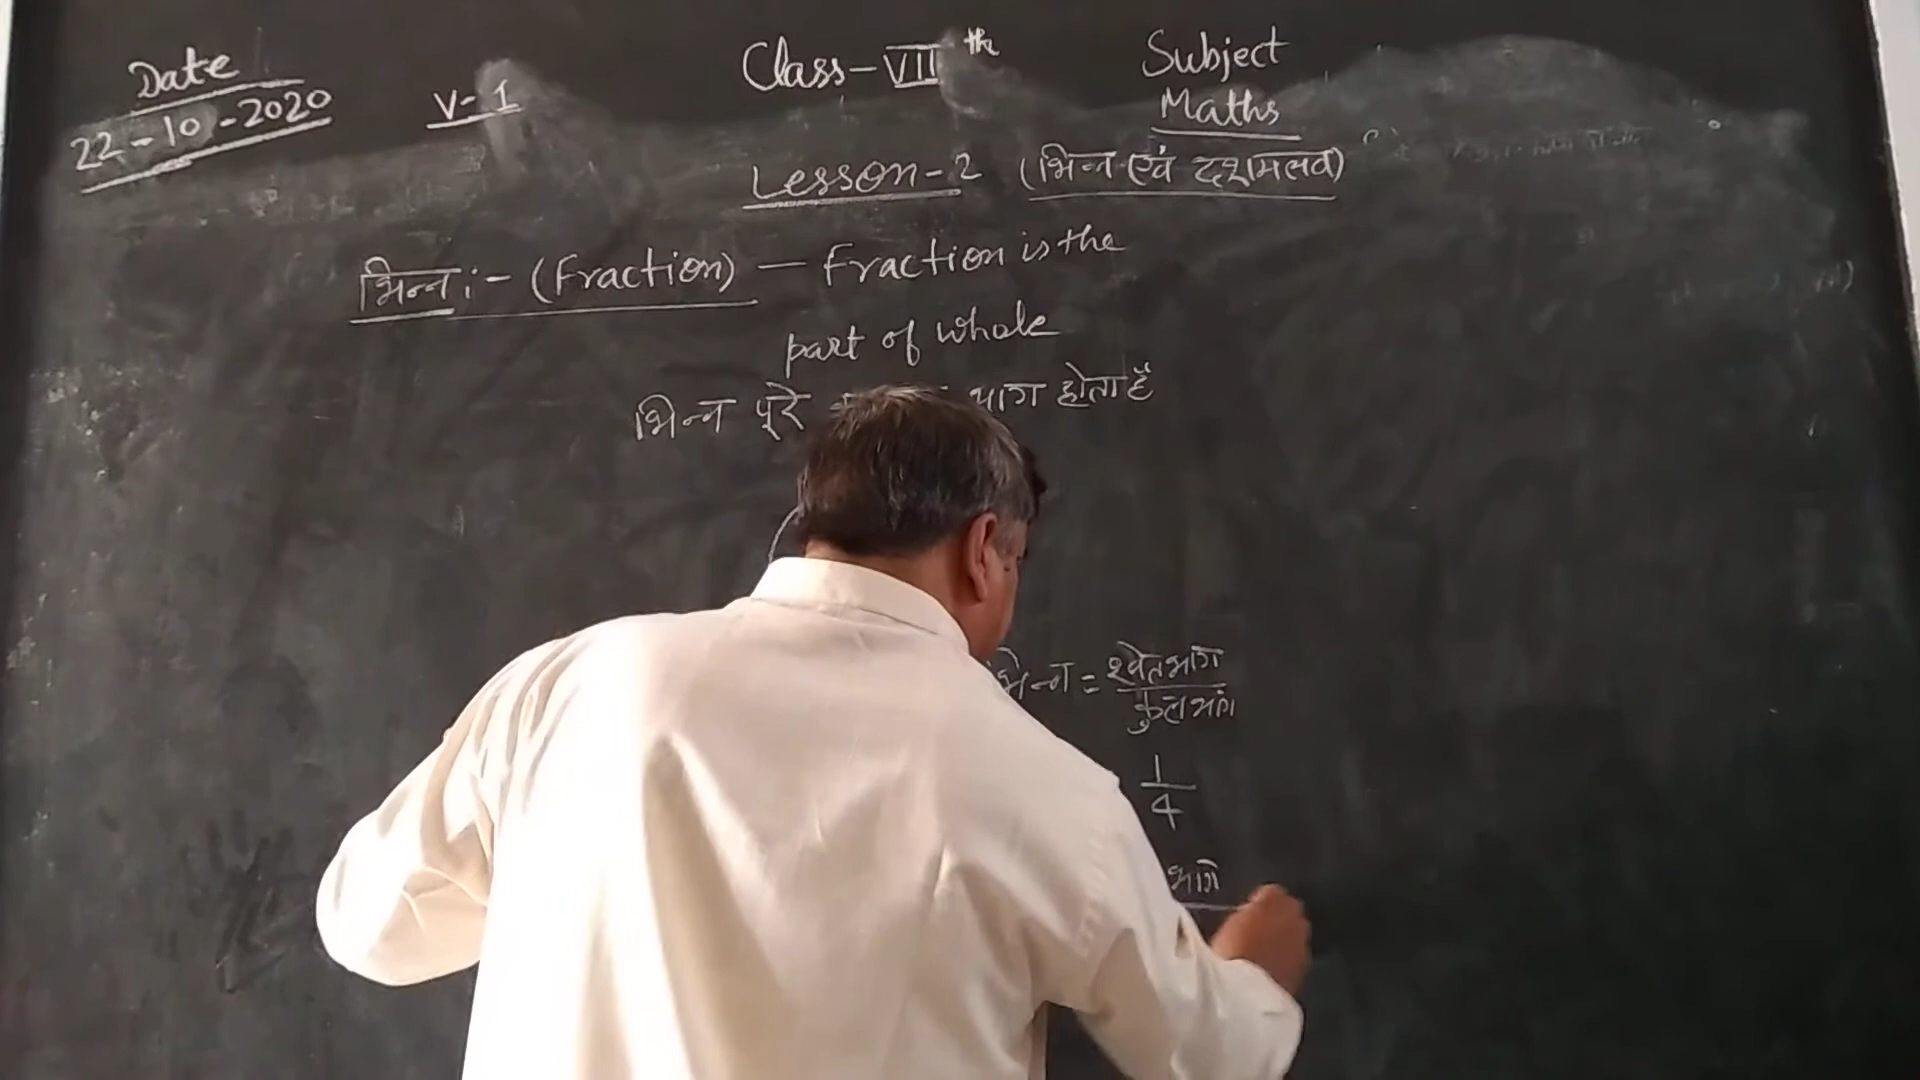 Date
22-10-2020
V-1
Class-VII th
Subject
Maths
Lesson-2 (भिन्न एवं दशमलव)
भिन्न :- (Fraction) — Fraction is the
part of whole
भिन्न पूरे भाग होता है
भिन्न = श्वेत भाग
कुल भाग
1
4
भाग